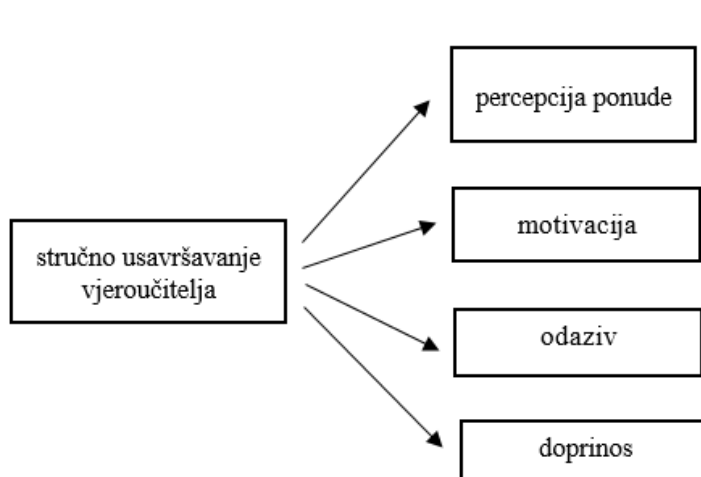 percepcija ponude
motivacija
stručno usavršavanje
vjeroučitelja
odaziv
doprinos